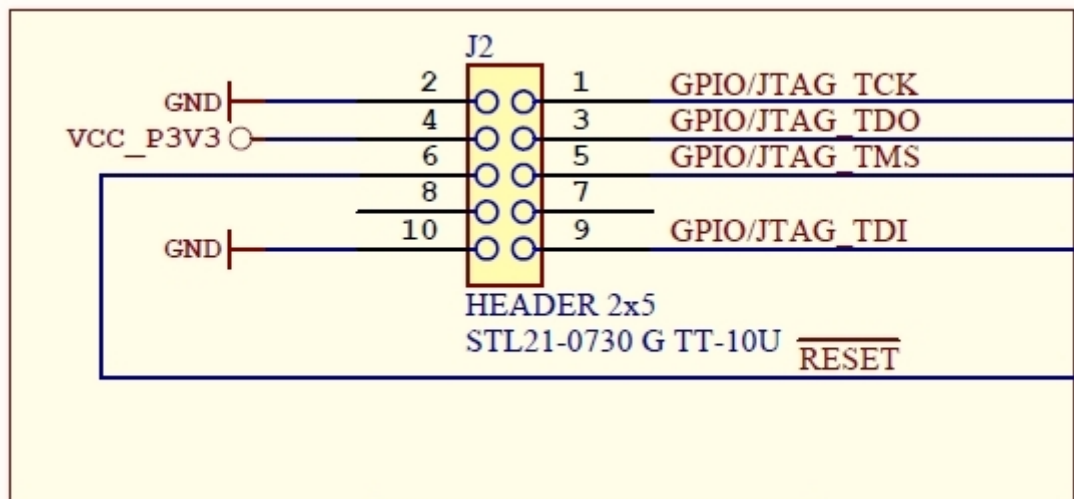 J2
GND 2 1 GPIO/JTAG_TCK
VCC_P3V3 4 3 GPIO/JTAG_TDO
6 5 GPIO/JTAG_TMS
8 7
GND 10 9 GPIO/JTAG_TDI
HEADER 2x5
STL21-0730 G TT-10U
RESET